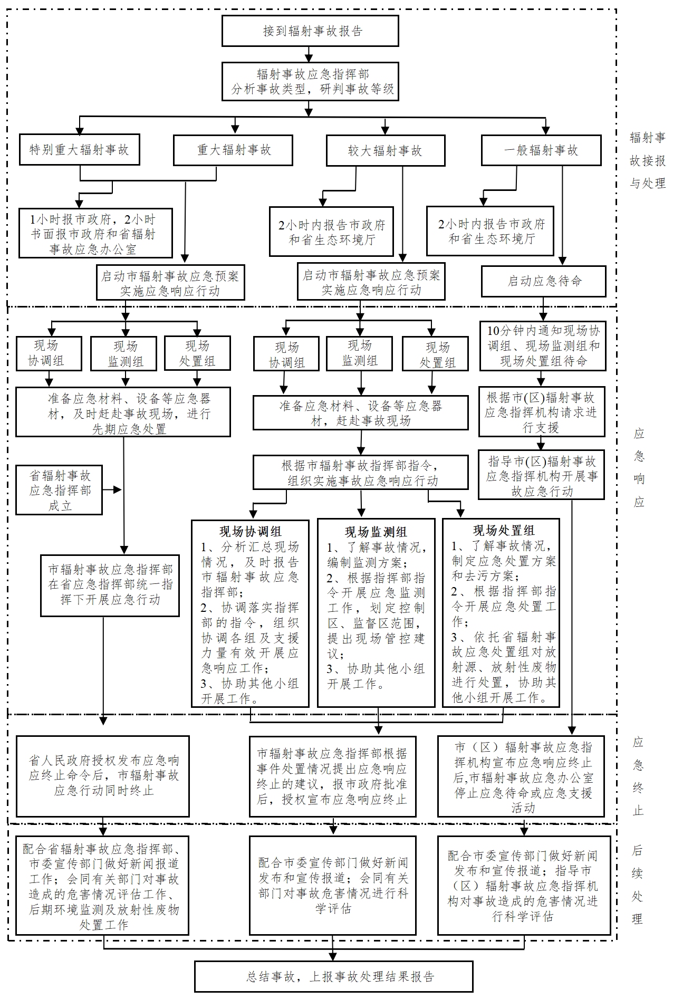 接到辐射事故报告
辐射事故应急指挥部
分析事故类型，研判事故等级
特别重大辐射事故
重大辐射事故
较大辐射事故
一般辐射事故
辐射事
故接报
与处理
1小时报市政府，2小时
书面报市政府和省辐射
事故应急办公室
2小时内报告市政府
和省生态环境厅
2小时内报告市政府
和省生态环境厅
启动市辐射事故应急预案
实施应急响应行动
启动市辐射事故应急预案
实施应急响应行动
启动应急待命
现场
协调组
现场
监测组
现场
处置组
现场
协调组
现场
监测组
现场
处置组
10分钟内通知现场协
调组、现场监测组和
现场处置组待命
准备应急材料、设备等应急器
材，及时赶赴事故现场，进行
先期应急处置
准备应急材料、设备等应急器
材，赶赴事故现场
根据市(区)辐射事故
应急指挥机构请求进
行支援
省辐射事故
应急指挥部
成立
根据市辐射事故指挥部指令，
组织实施事故应急响应行动
指导市(区)辐射事故
应急指挥机构开展事
故应急行动
应
急
响
应
市辐射事故应急指挥部
在省应急指挥部统一指
挥下开展应急行动
现场协调组
1、分析汇总现场
情况，及时报告
市辐射事故应急
指挥部；
2、协调落实指挥
部的指令，组织
协调各组及支援
力量有效开展应
急响应工作；
3、协助其他小组
开展工作。
现场监测组
1、了解事故情况，
编制监测方案；
2、根据指挥部指
令开展应急监测
工作，划定控制
区、监督区范围，
提出现场管控建
议；
3、协助其他小组
开展工作。
现场处置组
1、了解事故情况，
制定应急处置方案
和去污方案；
2、根据指挥部指
令开展应急处置工
作；
3、依托省辐射事
故应急处置组对放
射源、放射性废物
进行处置，协助其
他小组开展工作。
省人民政府授权发布应急响
应终止命令后，市辐射事故
应急行动同时终止
市辐射事故应急指挥部根据
事件处置情况提出应急响应
终止的建议，报市政府批准
后，授权宣布应急响应终止
市（区）辐射事故应急指
挥机构宣布应急响应终止
后,市辐射事故应急办公室
停止应急待命或应急支援
活动
应
急
终
止
配合省辐射事故应急指挥部、
市委宣传部门做好新闻报道
工作；会同有关部门对事故
造成的危害情况评估工作、
后期环境监测及放射性废物
处置工作
配合市委宣传部门做好新闻
发布和宣传报道；会同有关
部门对事故危害情况进行科
学评估
配合市委宣传部门做好新闻
发布和宣传报道；指导市
（区）辐射事故应急指挥机
构对事故造成的危害情况进
行科学评估
后
续
处
理
总结事故，上报事故处理结果报告